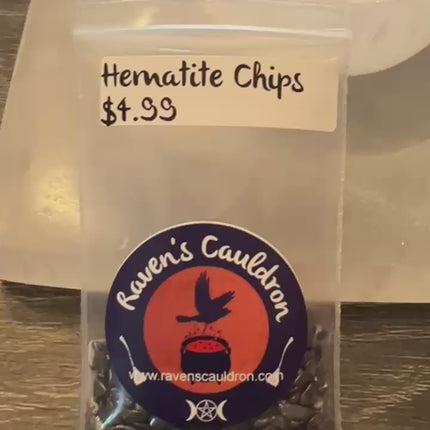 Hematite Chips
$4.99
Raven's Cauldron
www.ravenscauldron.com